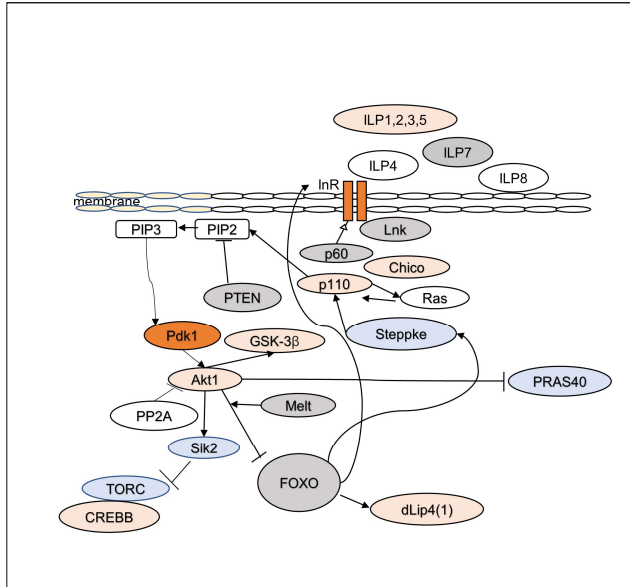 ILP1,2,3,5
ILP7
ILP4
ILP8
InR
membrane
Lnk
PIP3
PIP2
p60
Chico
p110
Ras
PTEN
Steppke
Pdk1
GSK-3β
Akt1
PRAS40
PP2A
Melt
Slk2
FOXO
TORC
CREBB
dLip4(1)